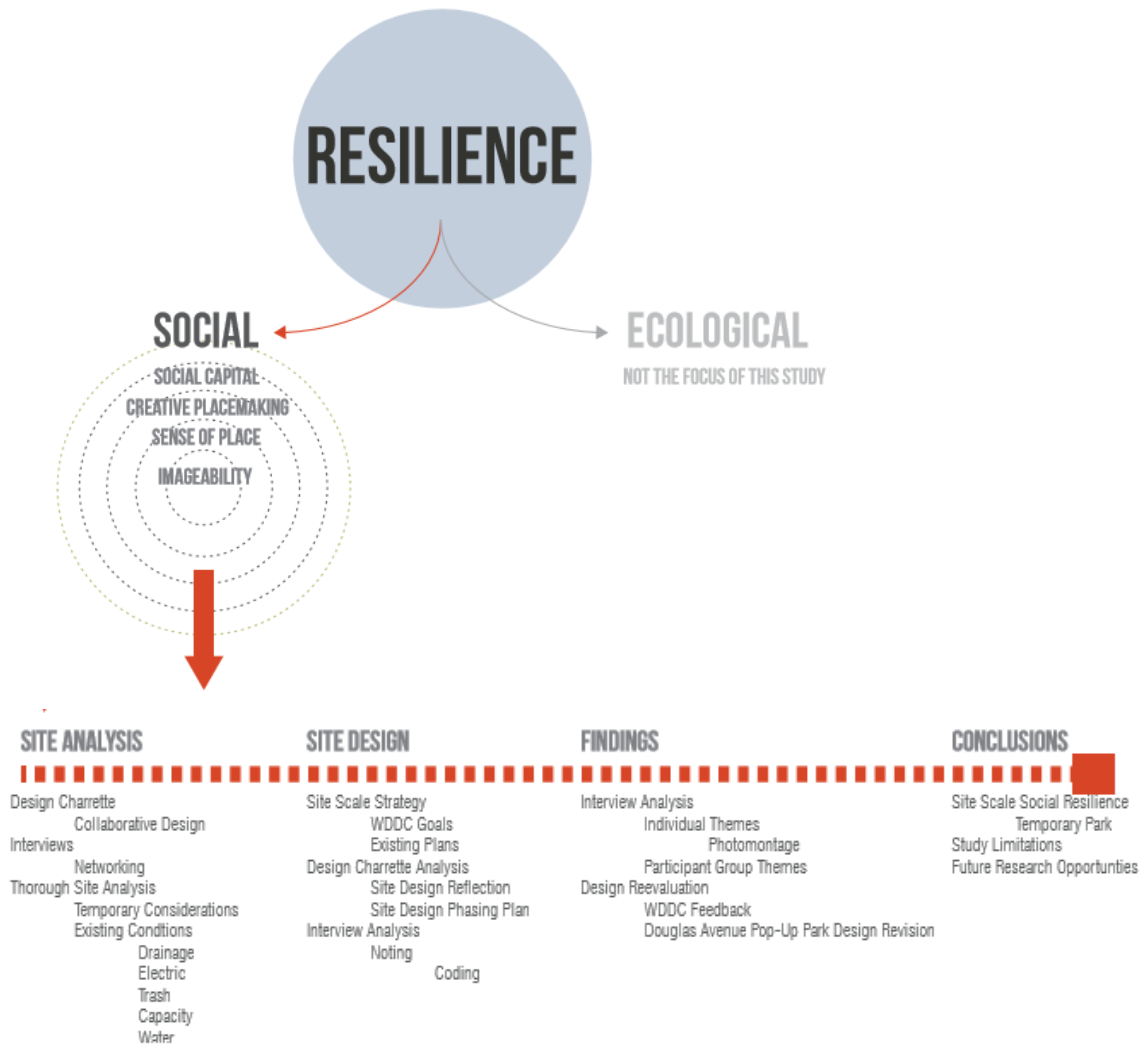 RESILIENCE
SOCIAL
SOCIAL CAPITAL
CREATIVE PLACEMAKING
SENSE OF PLACE
IMAGEABILITY
ECOLOGICAL
NOT THE FOCUS OF THIS STUDY
SITE ANALYSIS
Design Charrette
Collaborative Design
Interviews
Networking
Thorough Site Analysis
Temporary Considerations
Existing Condtions
Drainage
Electric
Trash
Capacity
Water
SITE DESIGN
Site Scale Strategy
WDDC Goals
Existing Plans
Design Charrette Analysis
Site Design Reflection
Site Design Phasing Plan
Interview Analysis
Noting
Coding
FINDINGS
Interview Analysis
Individual Themes
Photomontage
Participant Group Themes
Design Reevaluation
WDDC Feedback
Douglas Avenue Pop-Up Park Design Revision
CONCLUSIONS
Site Scale Social Resilience
Temporary Park
Study Limitations
Future Research Opportunties